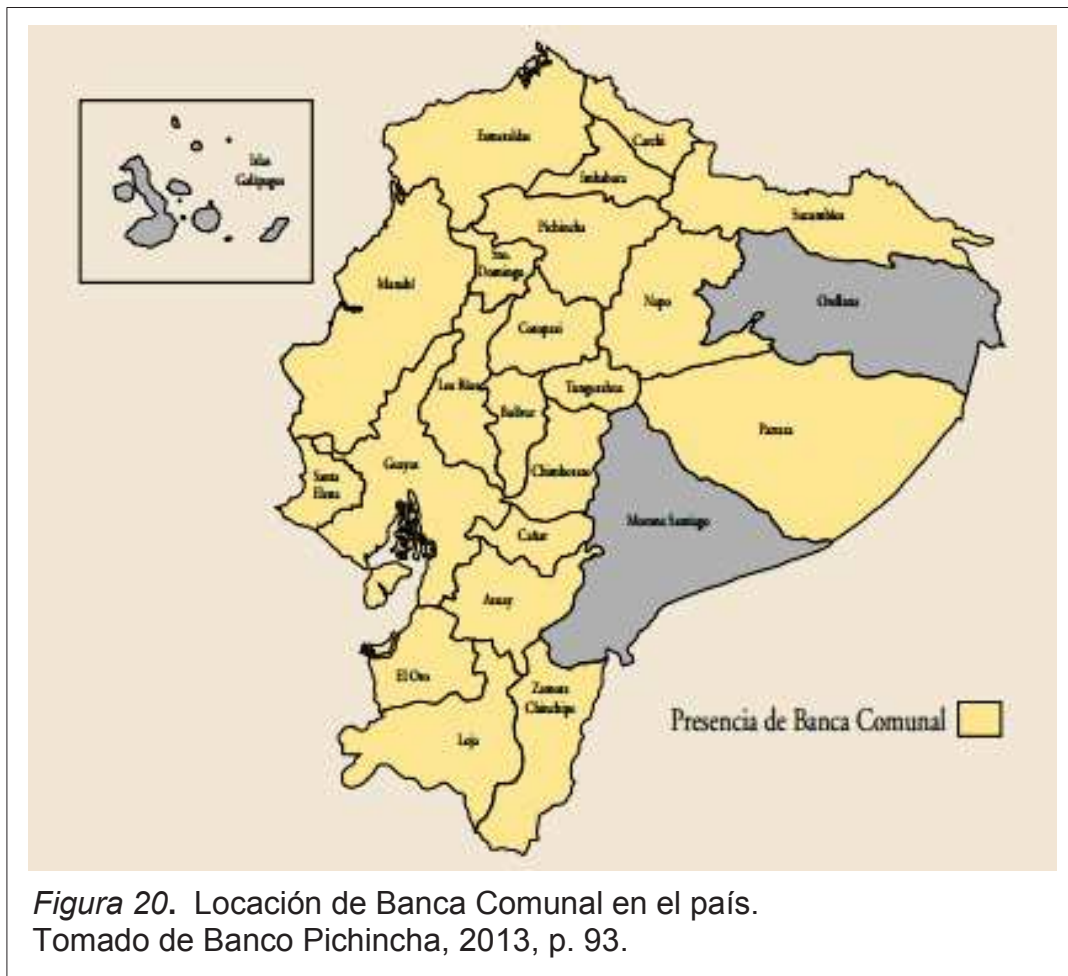 Islas
Galápagos
Esmeraldas
Carchi
Imbabura
Sucumbíos
Pichincha
Sto.
Domingo
Manabí
Napo
Orellana
Cotopaxi
Los Ríos
Tungurahua
Bolívar
Pastaza
Guayas
Santa
Elena
Chimborazo
Morona Santiago
Cañar
Azuay
El Oro
Zamora
Chinchipe
Loja
Presencia de Banca Comunal
Figura 20. Locación de Banca Comunal en el país.
Tomado de Banco Pichincha, 2013, p. 93.